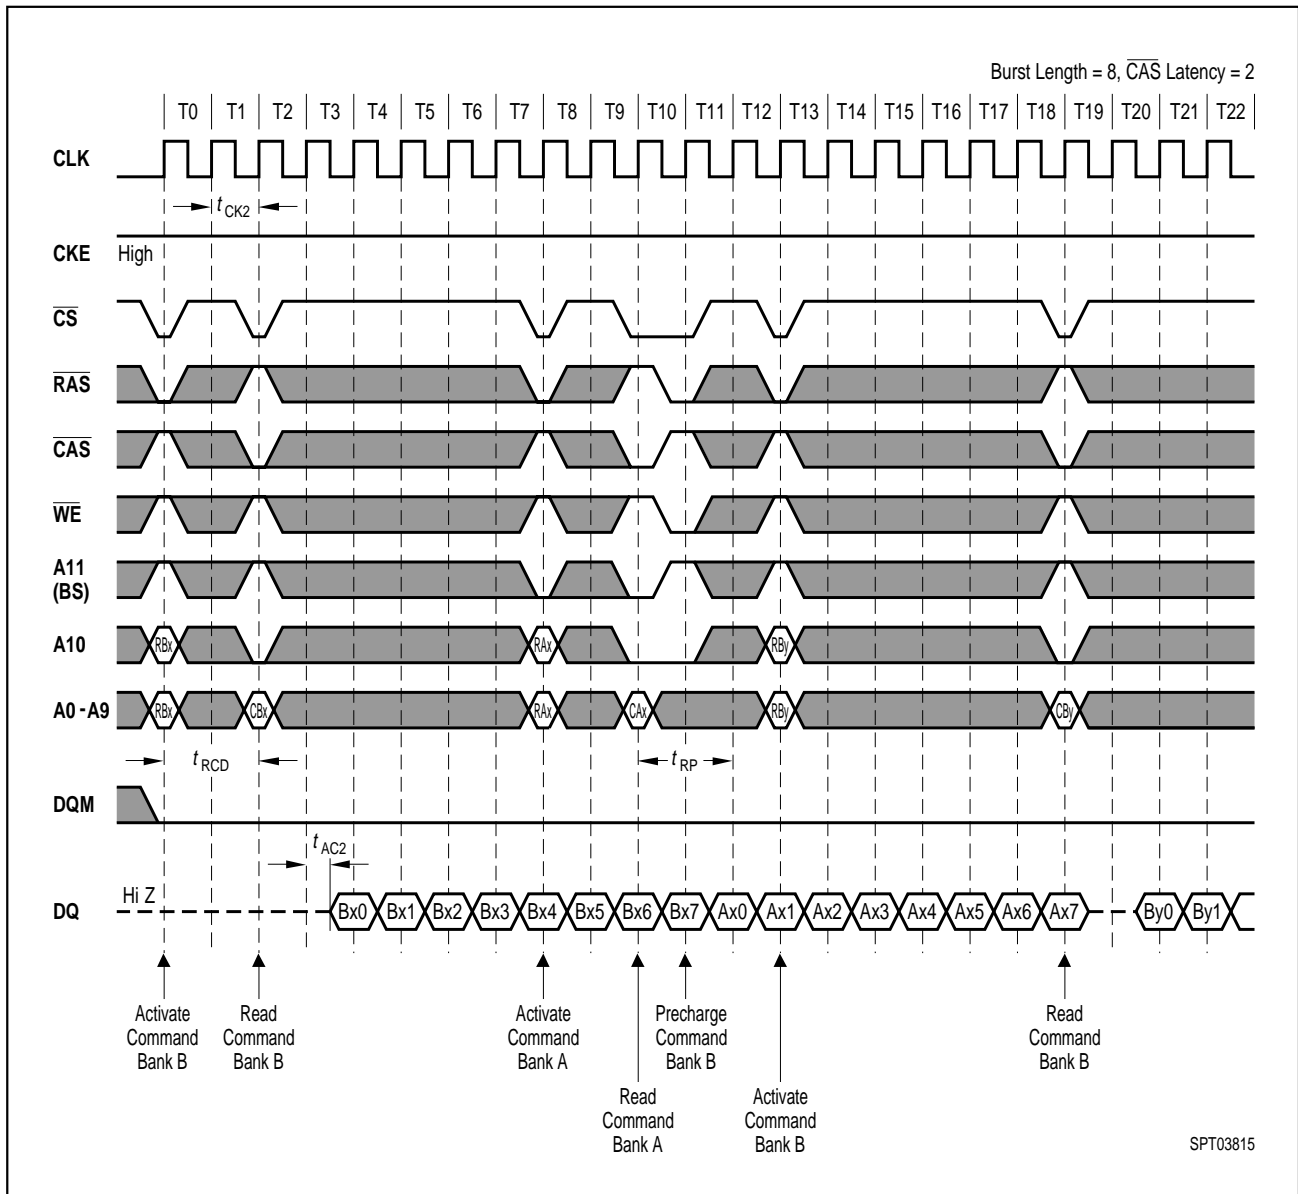 Burst Length = 8, CAS Latency = 2
T0 T1 T2 T3 T4 T5 T6 T7 T8 T9 T10 T11 T12 T13 T14 T15 T16 T17 T18 T19 T20 T21 T22
CLK
tCK2
CKE High
CS
RAS
CAS
WE
A11
(BS)
A10 RBx RAx RBy
A0-A9 RBx CBx RAx CAx RBy CBy
tRCD tRP
DQM
tAC2
Hi Z
DQ Bx0 Bx1 Bx2 Bx3 Bx4 Bx5 Bx6 Bx7 Ax0 Ax1 Ax2 Ax3 Ax4 Ax5 Ax6 Ax7 By0 By1
Activate
Command
Bank B
Read
Command
Bank B
Activate
Command
Bank A
Read
Command
Bank A
Precharge
Command
Bank B
Activate
Command
Bank B
Read
Command
Bank B
SPT03815